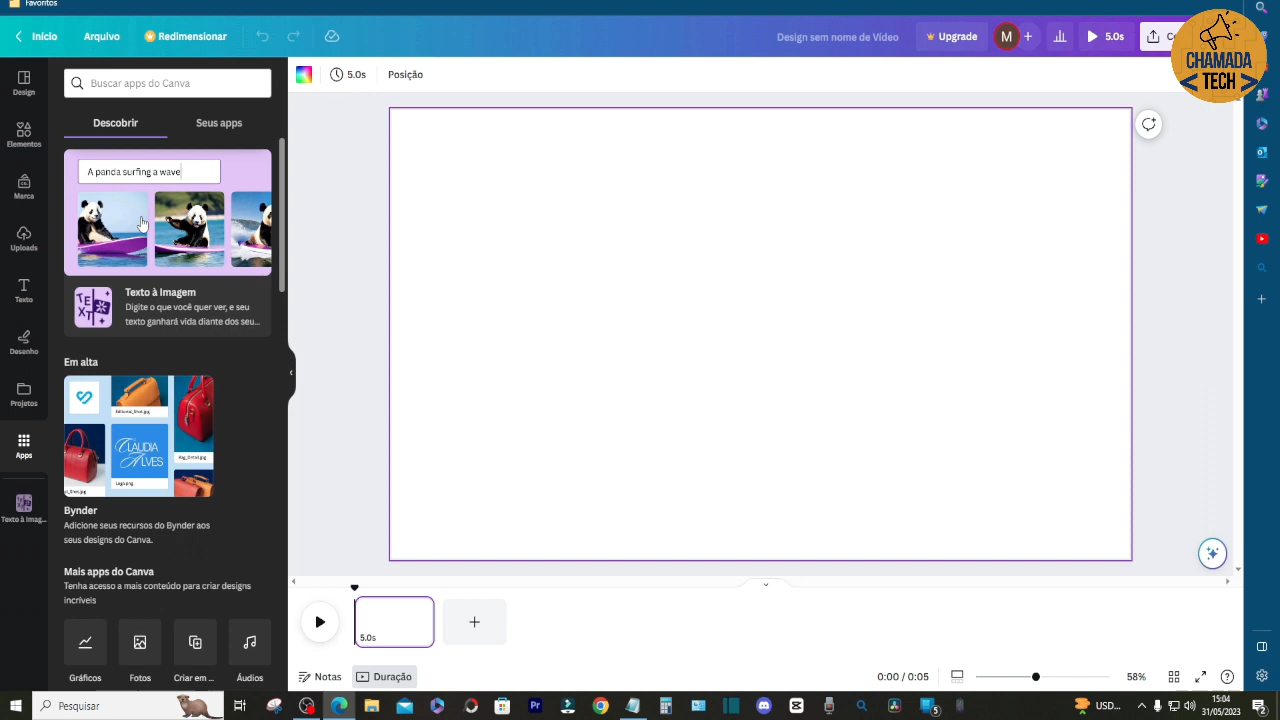 Favoritos
Início
Arquivo
Redimensionar
Design sem nome de Vídeo
Upgrade
M
5.0s
CHAMADA
< TECH >
Design
Elementos
Marca
Uploads
Texto
Desenho
Projetos
Apps
Texto à Imag...
Buscar apps do Canva
Descobrir
Seus apps
A panda surfing a wave
TEXT
Texto à Imagem
Digite o que você quer ver, e seu
texto ganhará vida diante dos seu...
Em alta
CLAUDIA
ALVES
Logo.png
Bynder
Adicione seus recursos do Bynder aos
seus designs do Canva.
Mais apps do Canva
Tenha acesso a mais conteúdo para criar designs
incríveis
Gráficos
Fotos
Criar em ...
Áudios
5.0s
Posição
5.0s
Notas
Duração
0:00 / 0:05
58%
Pesquisar
USD...
15:04
31/05/2023